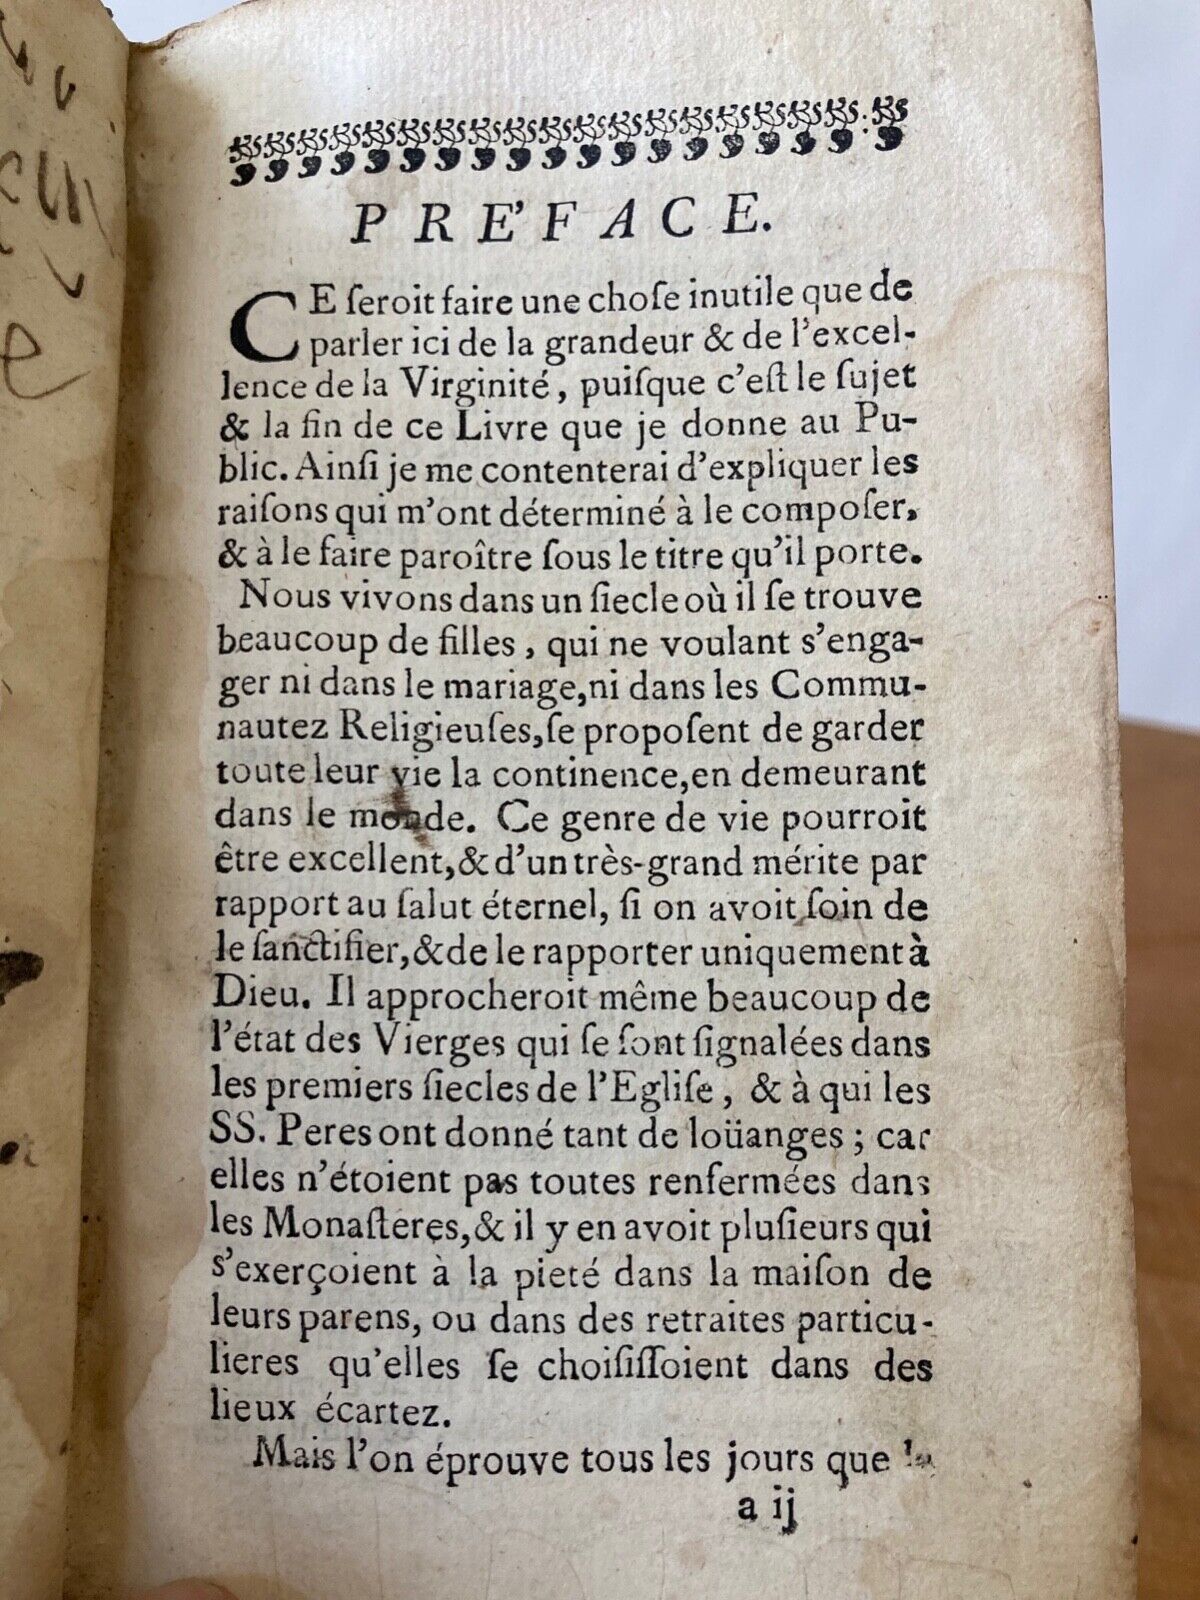 PRE'FACE.
CE ſeroit faire une choſe inutile que de
parler ici de la grandeur & de l'excel-
lence de la Virginité, puiſque c'eſt le ſujet
& la fin de ce Livre que je donne au Pu-
blic. Ainſi je me contenterai d'expliquer les
raiſons qui m'ont déterminé à le compoſer,
& à le faire paroître ſous le titre qu'il porte.
Nous vivons dans un ſiecle où il ſe trouve
beaucoup de filles, qui ne voulant s'enga-
ger ni dans le mariage, ni dans les Commu-
nautez Religieuſes, ſe propoſent de garder
toute leur vie la continence, en demeurant
dans le monde. Ce genre de vie pourroit
être excellent, & d'un très-grand mérite par
rapport au ſalut éternel, ſi on avoit ſoin de
le ſanctifier, & de le rapporter uniquement à
Dieu. Il approcheroit même beaucoup de
l'état des Vierges qui ſe ſont ſignalées dans
les premiers ſiecles de l'Egliſe, & à qui les
SS. Peres ont donné tant de loüanges ; car
elles n'étoient pas toutes renfermées dans
les Monaſteres, & il y en avoit pluſieurs qui
s'exerçoient à la pieté dans la maiſon de
leurs parens, ou dans des retraites particu-
lieres qu'elles ſe choiſiſſoient dans des
lieux écartez.
Mais l'on éprouve tous les jours que la
a ij